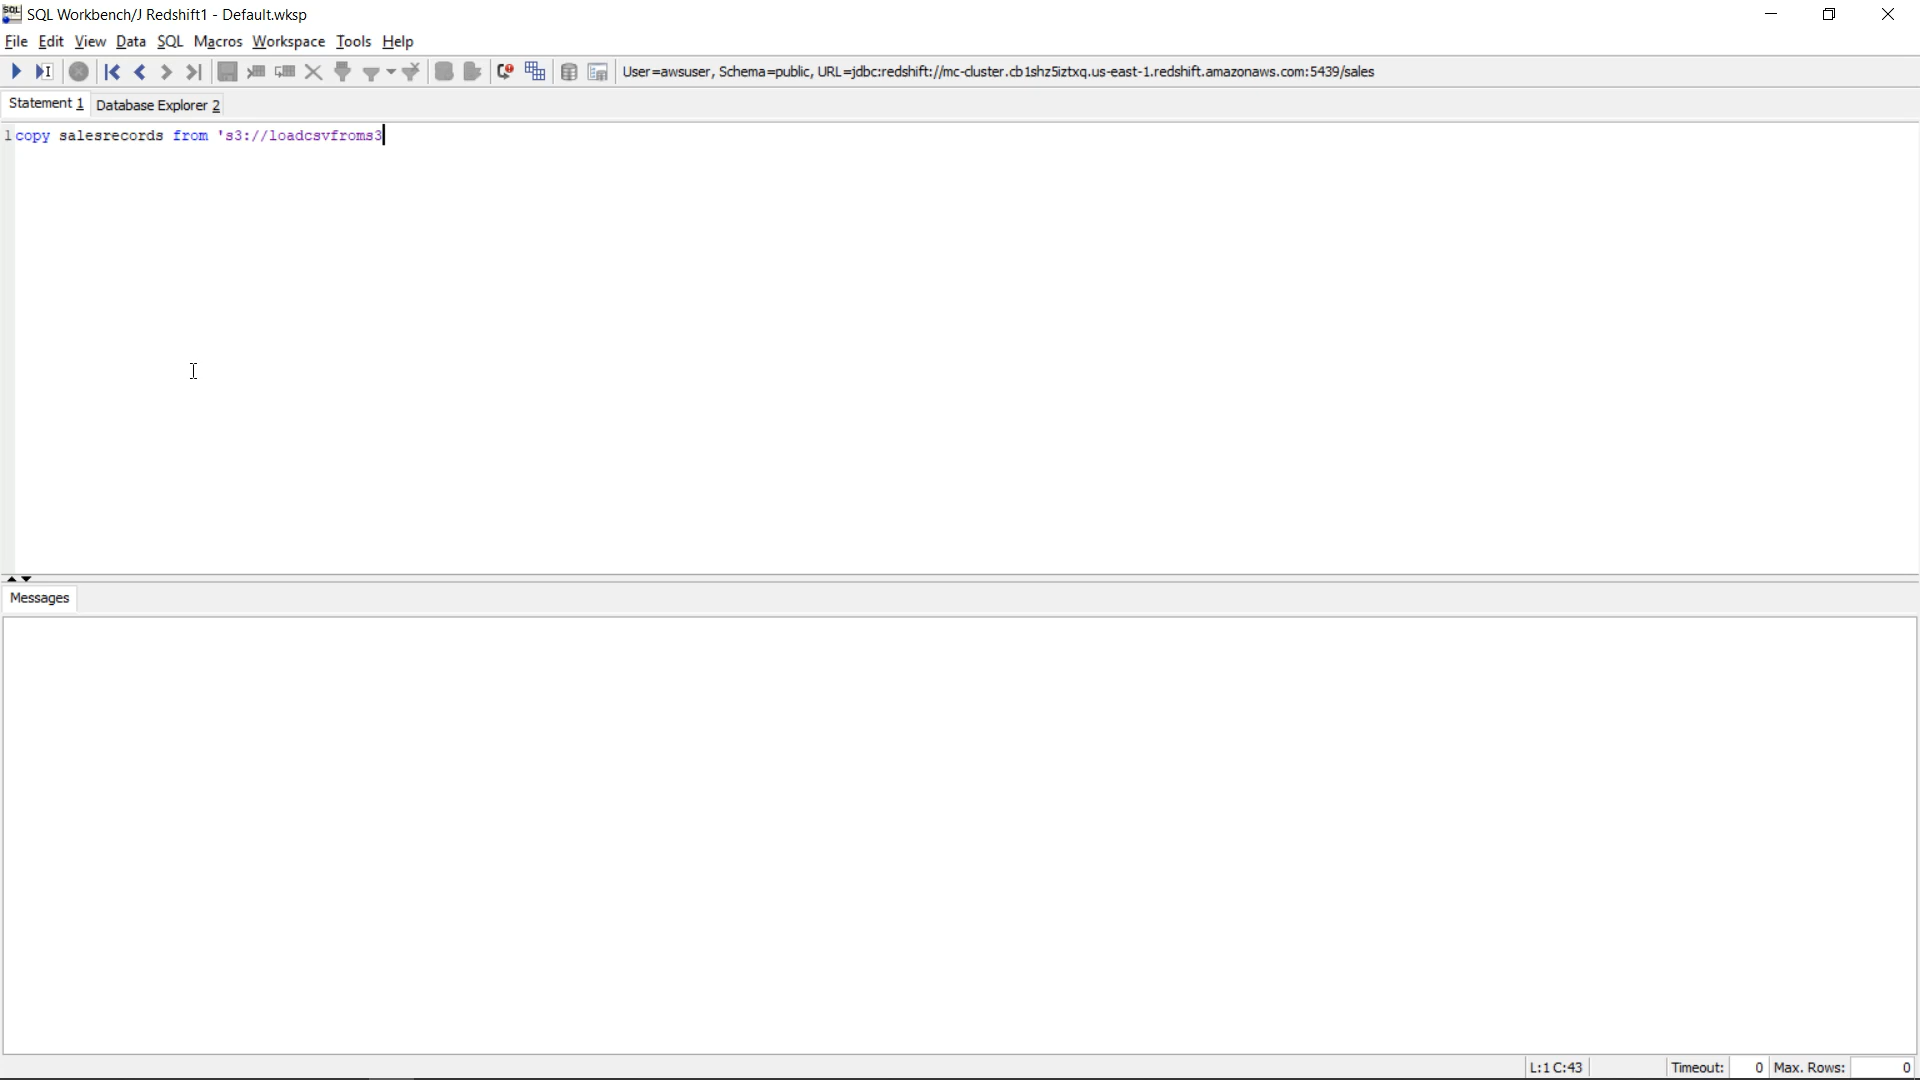 SQL Workbench/J Redshift1 - Default.wksp
File Edit View Data SQL Macros Workspace Tools Help
User=awsuser, Schema=public, URL=jdbc:redshift://mc-cluster.cb1shz5iztxq.us-east-1.redshift.amazonaws.com:5439/sales
Statement 1 Database Explorer 2
1 copy salesrecords from 's3://loadcsvfroms3
Messages
L:1 C:43 Timeout: 0 Max. Rows: 0